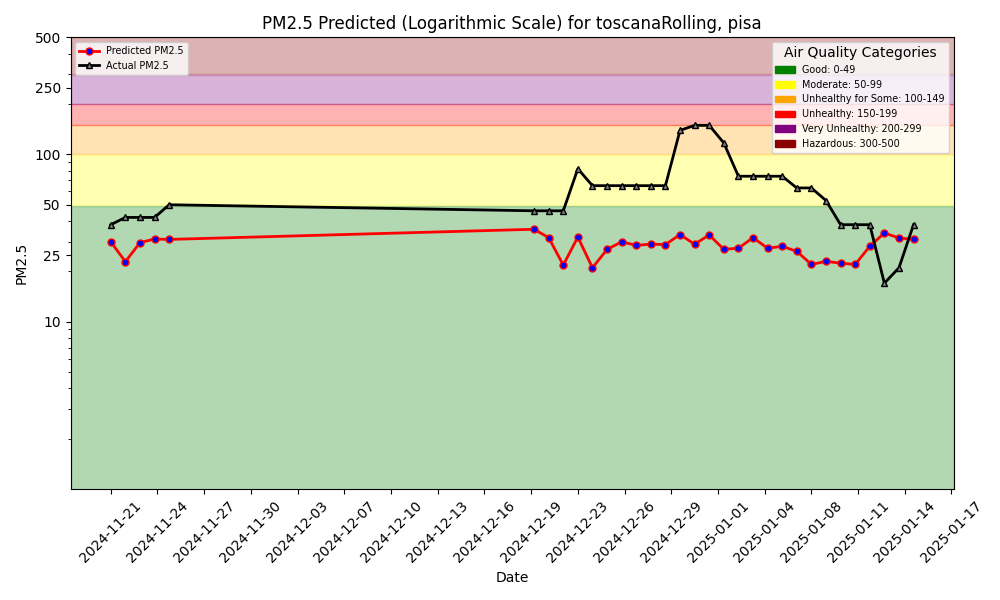 PM2.5 Predicted (Logarithmic Scale) for toscanaRolling, pisa
Predicted PM2.5
Actual PM2.5
Air Quality Categories
Good: 0-49
Moderate: 50-99
Unhealthy for Some: 100-149
Unhealthy: 150-199
Very Unhealthy: 200-299
Hazardous: 300-500
500
250
100
50
25
10
PM2.5
2024-11-21
2024-11-24
2024-11-27
2024-11-30
2024-12-03
2024-12-07
2024-12-10
2024-12-13
2024-12-16
2024-12-19
2024-12-23
2024-12-26
2024-12-29
2025-01-01
2025-01-04
2025-01-08
2025-01-11
2025-01-14
2025-01-17
Date